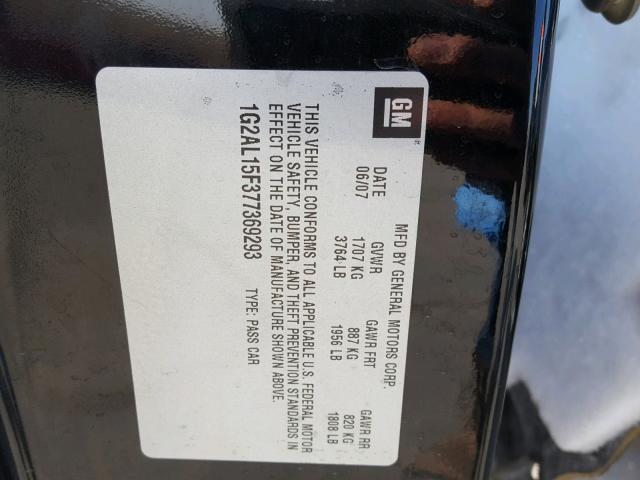 GM
MFD BY GENERAL MOTORS CORP.
DATE GVWR GAWR FRT GAWR RR
06/07 1707 KG 887 KG 820 KG
3764 LB 1956 LB 1808 LB
THIS VEHICLE CONFORMS TO ALL APPLICABLE U.S. FEDERAL MOTOR
VEHICLE SAFETY, BUMPER, AND THEFT PREVENTION STANDARDS IN
EFFECT ON THE DATE OF MANUFACTURE SHOWN ABOVE.
1G2AL15F377369293 TYPE: PASS CAR